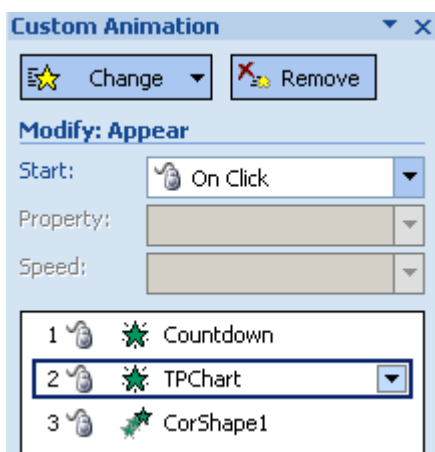 Custom Animation
Change Remove
Modify: Appear
Start: On Click
Property:
Speed:
1 Countdown
2 TPChart
3 CorShape1